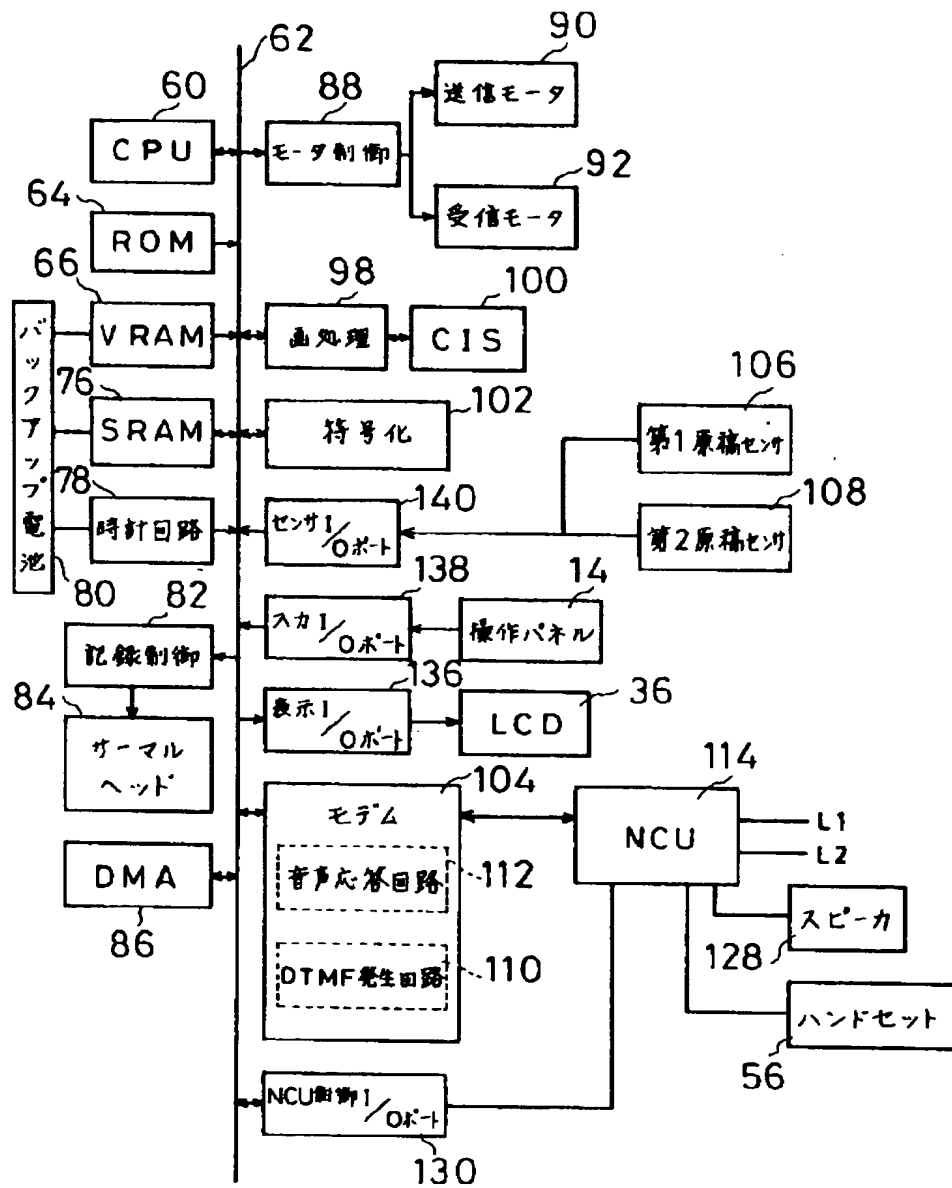 62
90
送信モータ
60
CPU
88
モータ制御
92
受信モータ
64
ROM
66
VRAM
98
画処理
100
CIS
バックアップ電池
80
76
SRAM
102
符号化
106
第1原稿センサ
108
第2原稿センサ
78
時計回路
140
センサI
/Oポート
138
入力I
/Oポート
14
操作パネル
82
記録制御
136
表示I
/Oポート
36
LCD
84
サーマル
ヘッド
104
モデム
音声応答回路
112
DTMF発生回路
110
114
NCU
L1
L2
DMA
86
スピーカ
128
ハンドセット
56
NCU制御I
/Oポート
130